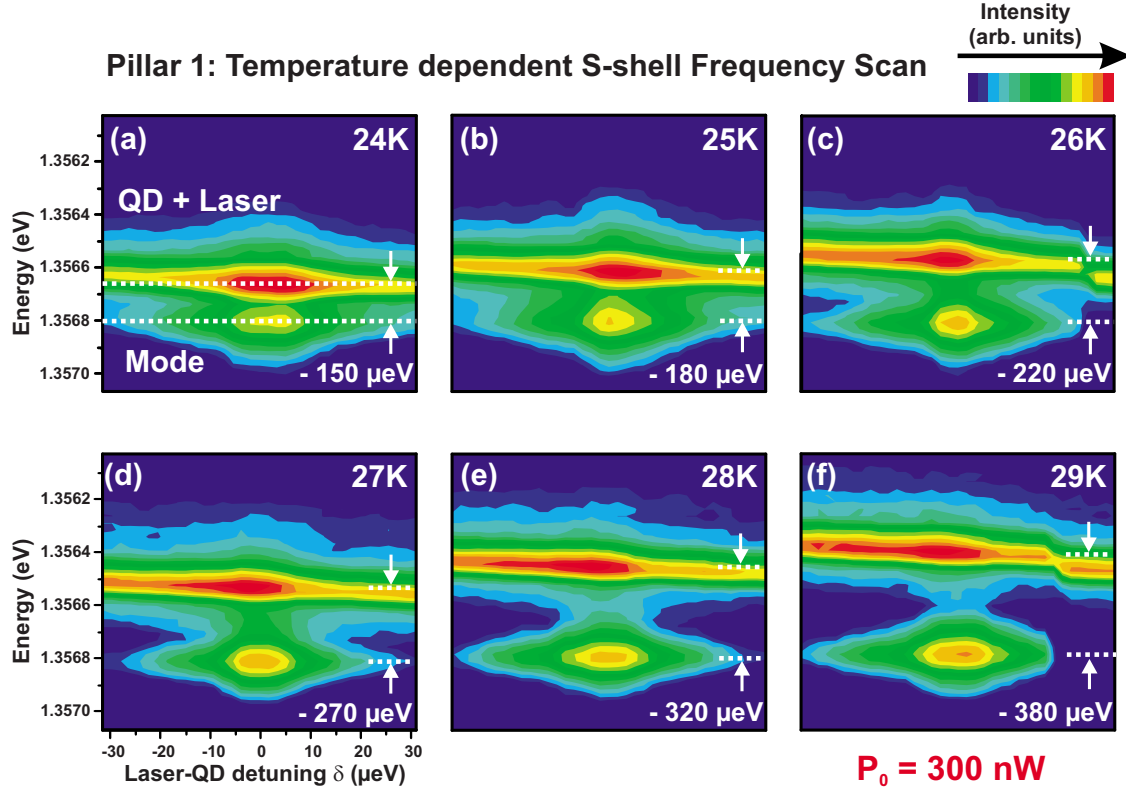 Intensity
(arb. units)
Pillar 1: Temperature dependent S-shell Frequency Scan
(a) 24K
QD + Laser
Mode
- 150 µeV
(b) 25K
- 180 µeV
(c) 26K
- 220 µeV
1.3562
1.3564
1.3566
1.3568
1.3570
Energy (eV)
(d) 27K
- 270 µeV
(e) 28K
- 320 µeV
(f) 29K
- 380 µeV
1.3562
1.3564
1.3566
1.3568
1.3570
Energy (eV)
-30 -20 -10 0 10 20 30
Laser-QD detuning δ (µeV)
P₀ = 300 nW